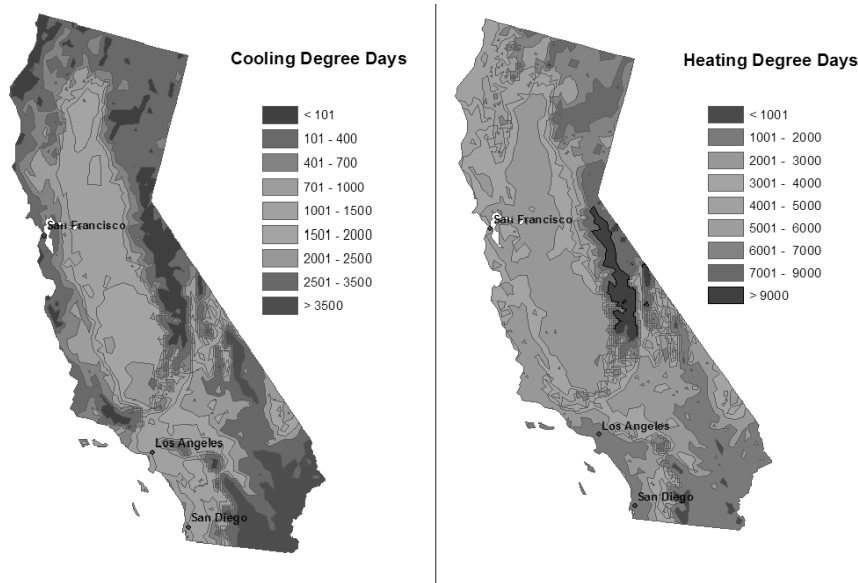 Cooling Degree Days
< 101
101 - 400
401 - 700
701 - 1000
1001 - 1500
1501 - 2000
2001 - 2500
2501 - 3500
> 3500
San Francisco
Los Angeles
San Diego
Heating Degree Days
< 1001
1001 - 2000
2001 - 3000
3001 - 4000
4001 - 5000
5001 - 6000
6001 - 7000
7001 - 9000
> 9000
San Francisco
Los Angeles
San Diego